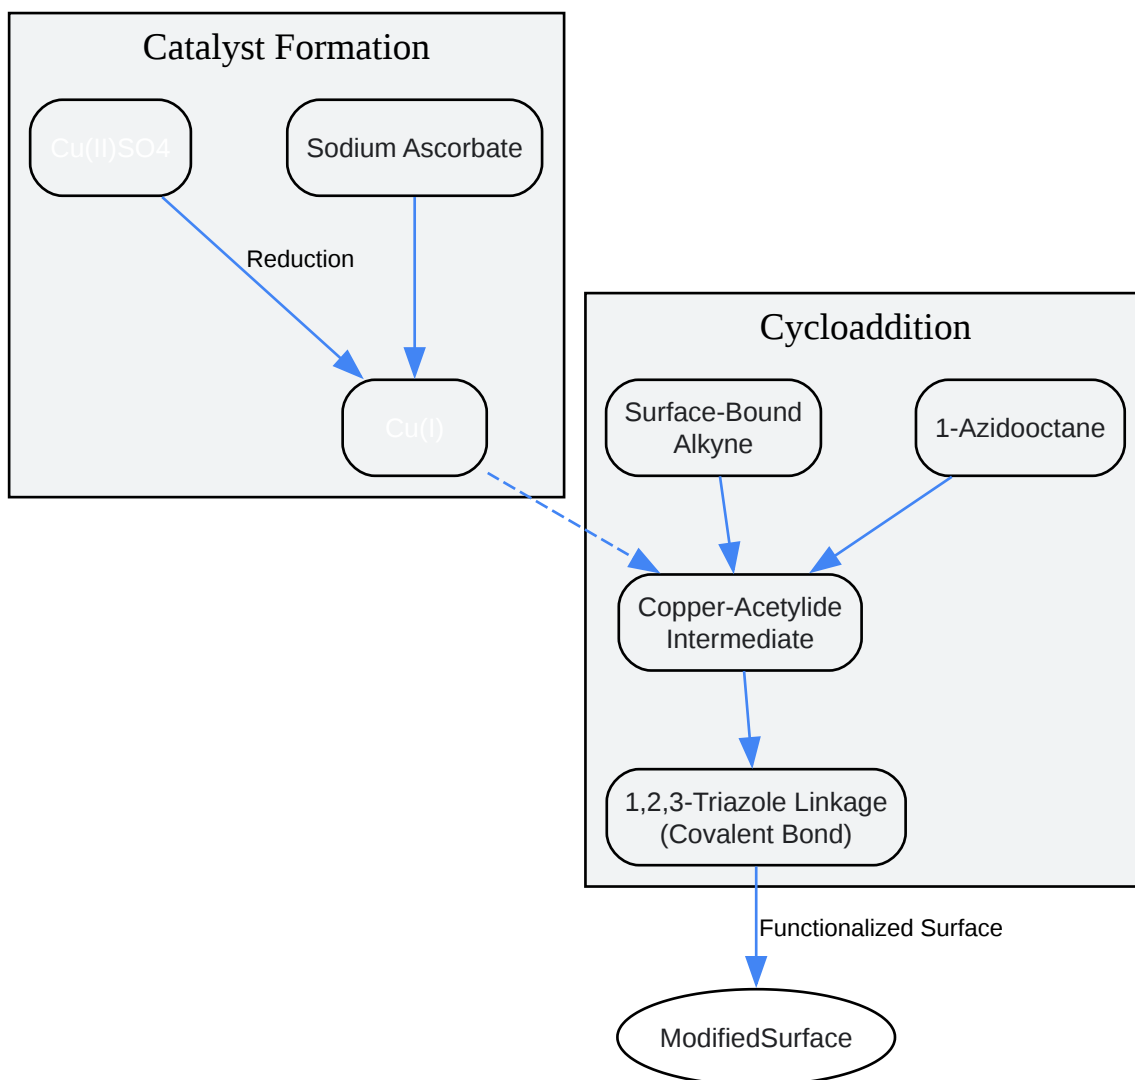 Catalyst Formation
Cu(II)SO4
Sodium Ascorbate
Reduction
Cu(I)
Cycloaddition
Surface-Bound
Alkyne
1-Azidooctane
Copper-Acetylide
Intermediate
1,2,3-Triazole Linkage
(Covalent Bond)
Functionalized Surface
ModifiedSurface